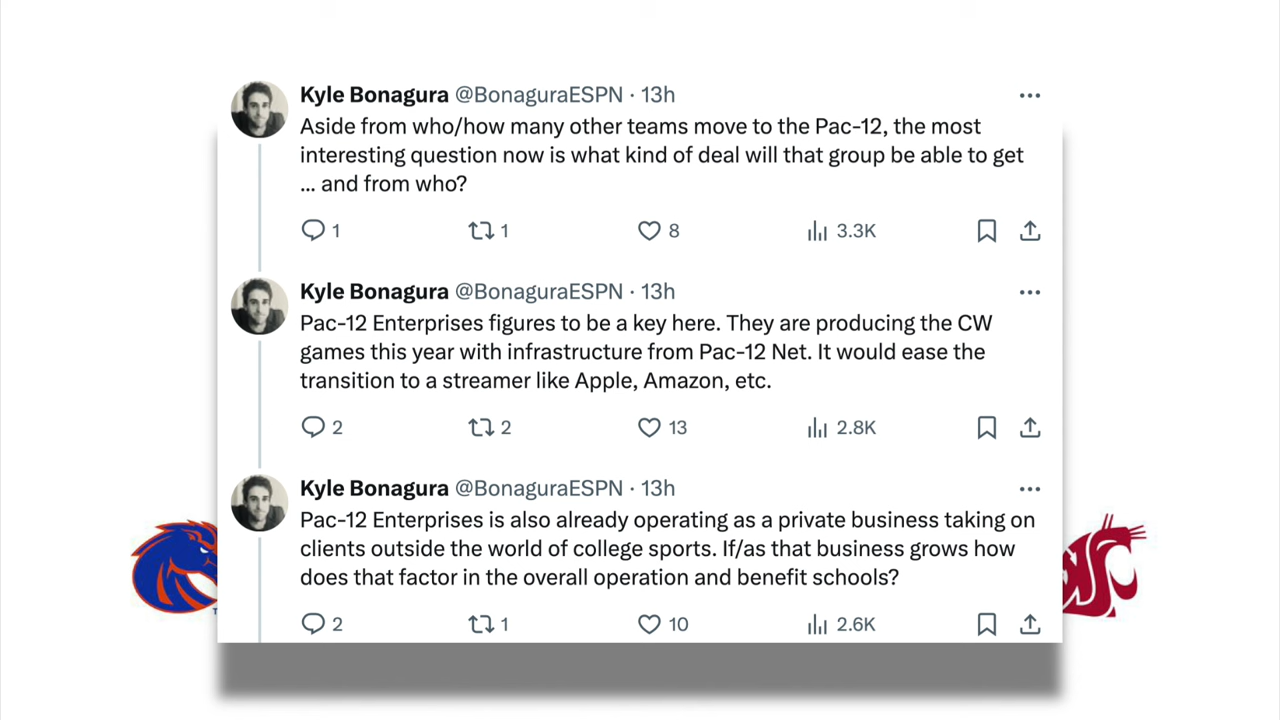 Kyle Bonagura @BonaguraESPN · 13h
Aside from who/how many other teams move to the Pac-12, the most
interesting question now is what kind of deal will that group be able to get
... and from who?
1 1 8 3.3K
Kyle Bonagura @BonaguraESPN · 13h
Pac-12 Enterprises figures to be a key here. They are producing the CW
games this year with infrastructure from Pac-12 Net. It would ease the
transition to a streamer like Apple, Amazon, etc.
2 2 13 2.8K
Kyle Bonagura @BonaguraESPN · 13h
Pac-12 Enterprises is also already operating as a private business taking on
clients outside the world of college sports. If/as that business grows how
does that factor in the overall operation and benefit schools?
2 1 10 2.6K